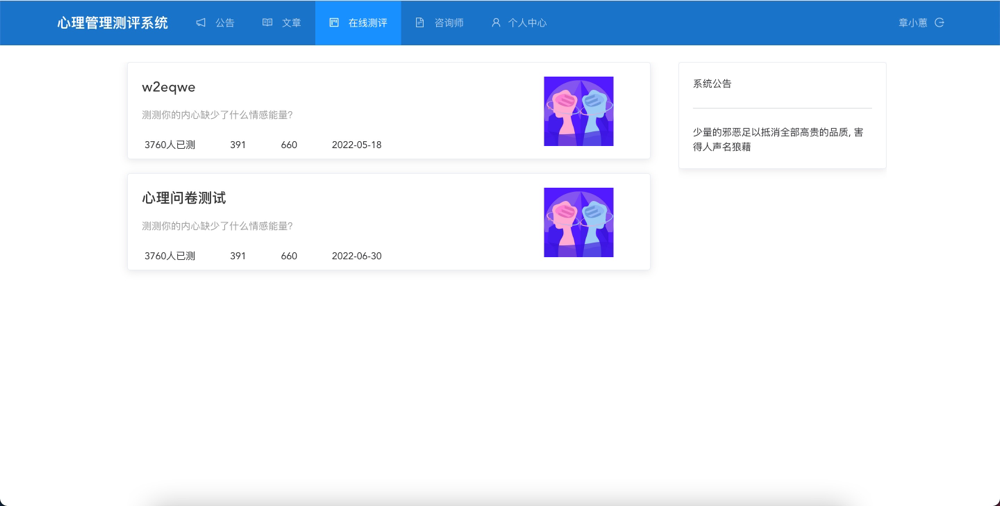 心理管理测评系统 公告 文章 在线测评 咨询师 个人中心 章小蕙
w2eqwe
测测你的内心缺少了什么情感能量?
3760人已测 391 660 2022-05-18
心理问卷测试
测测你的内心缺少了什么情感能量?
3760人已测 391 660 2022-06-30
系统公告
少量的邪恶足以抵消全部高贵的品质, 害
得人声名狼藉